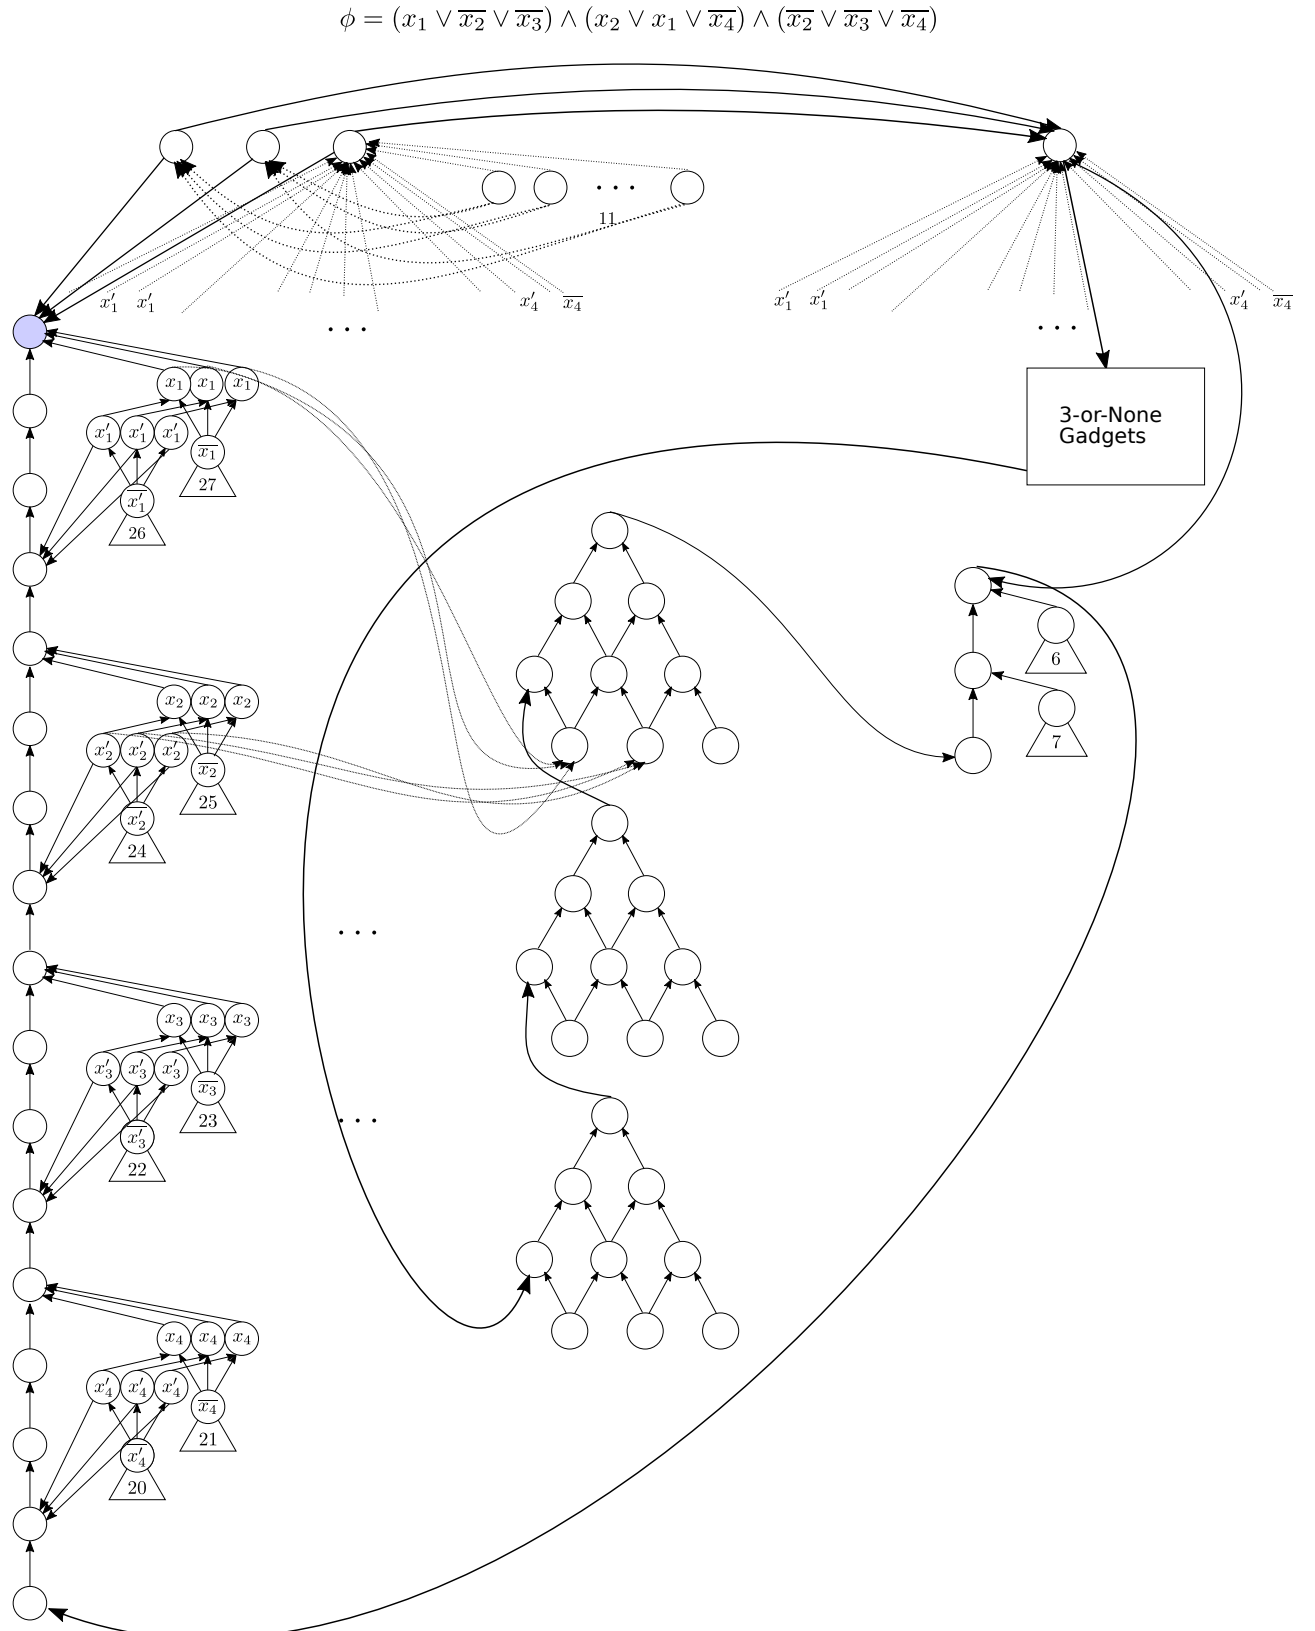 ϕ = (x₁ ∨ x̅₂ ∨ x̅₃) ∧ (x₂ ∨ x₁ ∨ x̅₄) ∧ (x̅₂ ∨ x̅₃ ∨ x̅₄)
. . .
11
x′₁ x′₁ x′₄ x̅₄ x′₁ x′₁ x′₄ x̅₄
. . . . . .
x₁ x₁ x₁
x′₁ x′₁ x′₁ x̅₁
27
x̅′₁
26
3-or-None
Gadgets
6
7
x₂ x₂ x₂
x′₂ x′₂ x′₂ x̅₂
25
x̅′₂
24
. . .
x₃ x₃ x₃
x′₃ x′₃ x′₃ x̅₃
23
x̅′₃
22
. . .
x₄ x₄ x₄
x′₄ x′₄ x′₄ x̅₄
21
x̅′₄
20